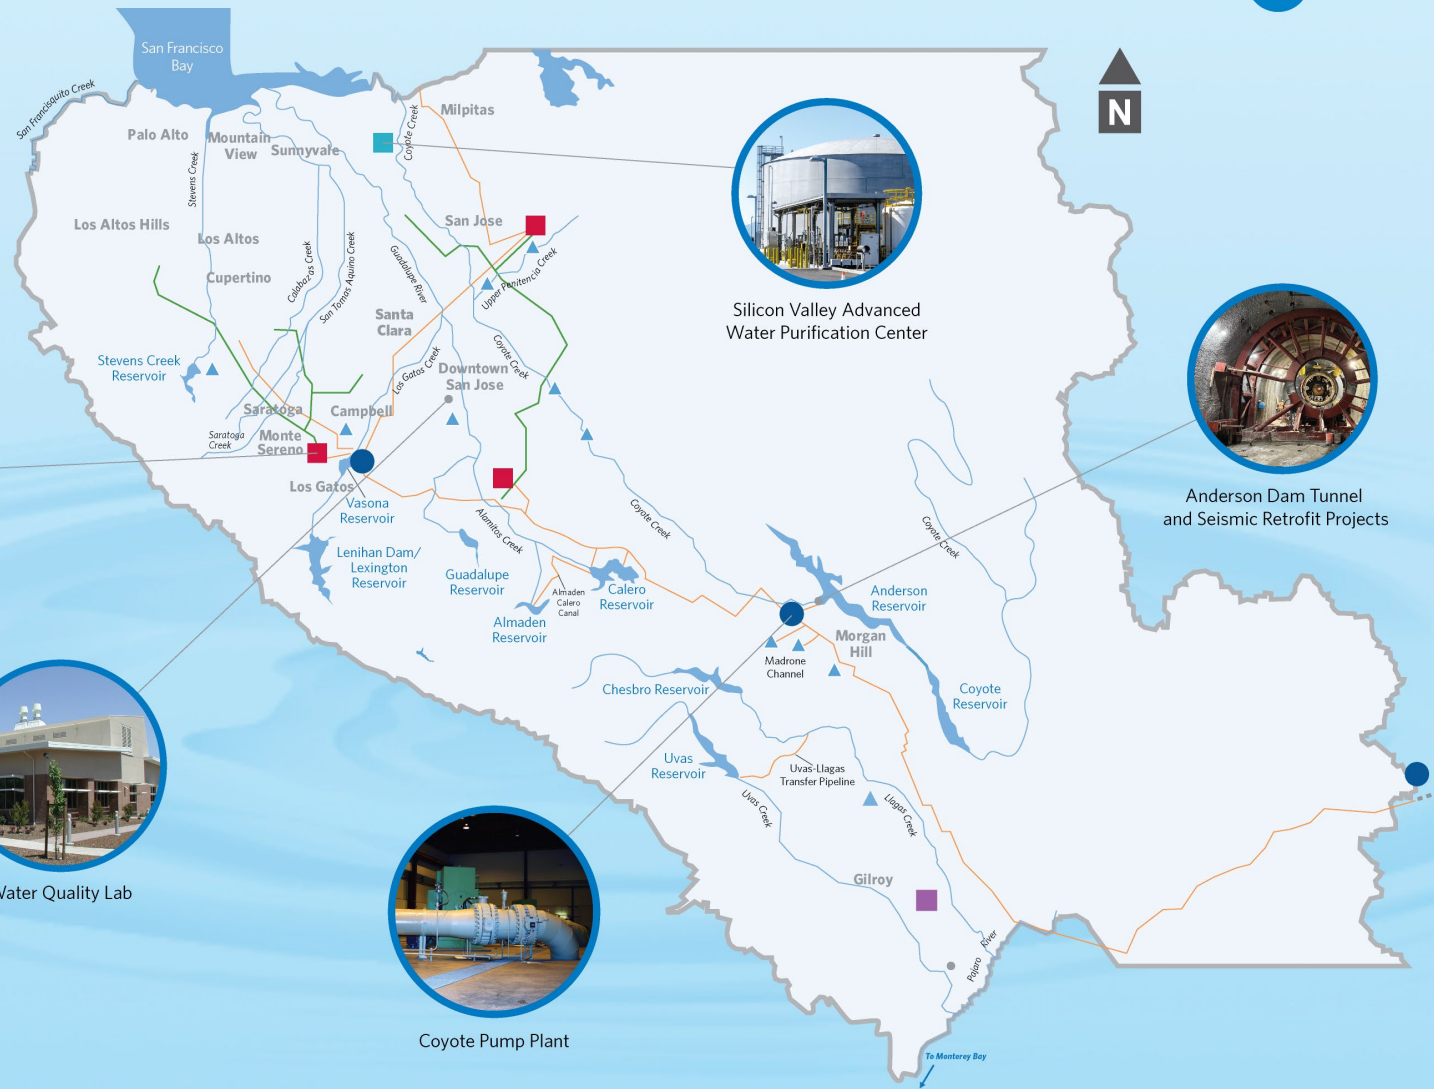 San Francisco
Bay
San Francisquito Creek
N
Milpitas
Coyote Creek
Palo Alto
Mountain
View
Sunnyvale
Stevens Creek
Los Altos Hills
San Jose
Los Altos
Cupertino
Calabazas Creek
San Tomas Aquino Creek
Guadalupe River
Upper Penitencia Creek
Santa
Clara
Silicon Valley Advanced
Water Purification Center
Stevens Creek
Reservoir
Los Gatos Creek
Coyote Creek
Downtown
San Jose
Saratoga
Campbell
Saratoga
Creek
Monte
Sereno
Los Gatos
Vasona
Reservoir
Alamitos Creek
Coyote Creek
Coyote Creek
Anderson Dam Tunnel
and Seismic Retrofit Projects
Lenihan Dam/
Lexington
Reservoir
Guadalupe
Reservoir
Almaden
Calero
Canal
Calero
Reservoir
Almaden
Reservoir
Anderson
Reservoir
Morgan
Hill
Madrone
Channel
Chesbro Reservoir
Coyote
Reservoir
Uvas
Reservoir
Uvas-Llagas
Transfer Pipeline
Uvas Creek
Llagas Creek
Gilroy
Water Quality Lab
Pajaro River
Coyote Pump Plant
To Monterey Bay